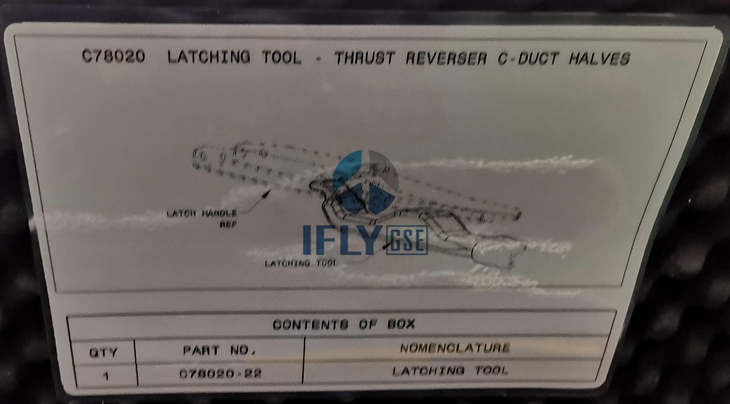 C78020 LATCHING TOOL - THRUST REVERSER C-DUCT HALVES
LATCH HANDLE
REF
IFLY GSE
LATCHING TOOL
CONTENTS OF BOX
QTY PART NO. NOMENCLATURE
1 C78020-22 LATCHING TOOL